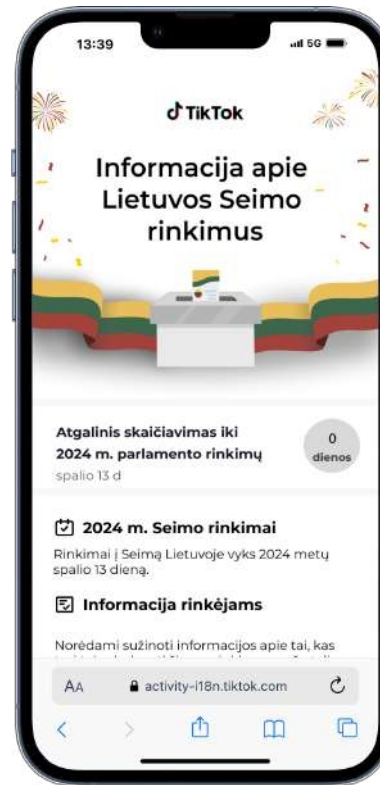 13:39
5G
TikTok
Informacija apie
Lietuvos Seimo
rinkimus
Atgalinis skaičiavimas iki
2024 m. parlamento rinkimų
spalio 13 d
0
dienos
2024 m. Seimo rinkimai
Rinkimai į Seimą Lietuvoje vyks 2024 metų
spalio 13 dieną.
Informacija rinkėjams
Norėdami sužinoti informacijos apie tai, kas
AA
activity-i18n.tiktok.com